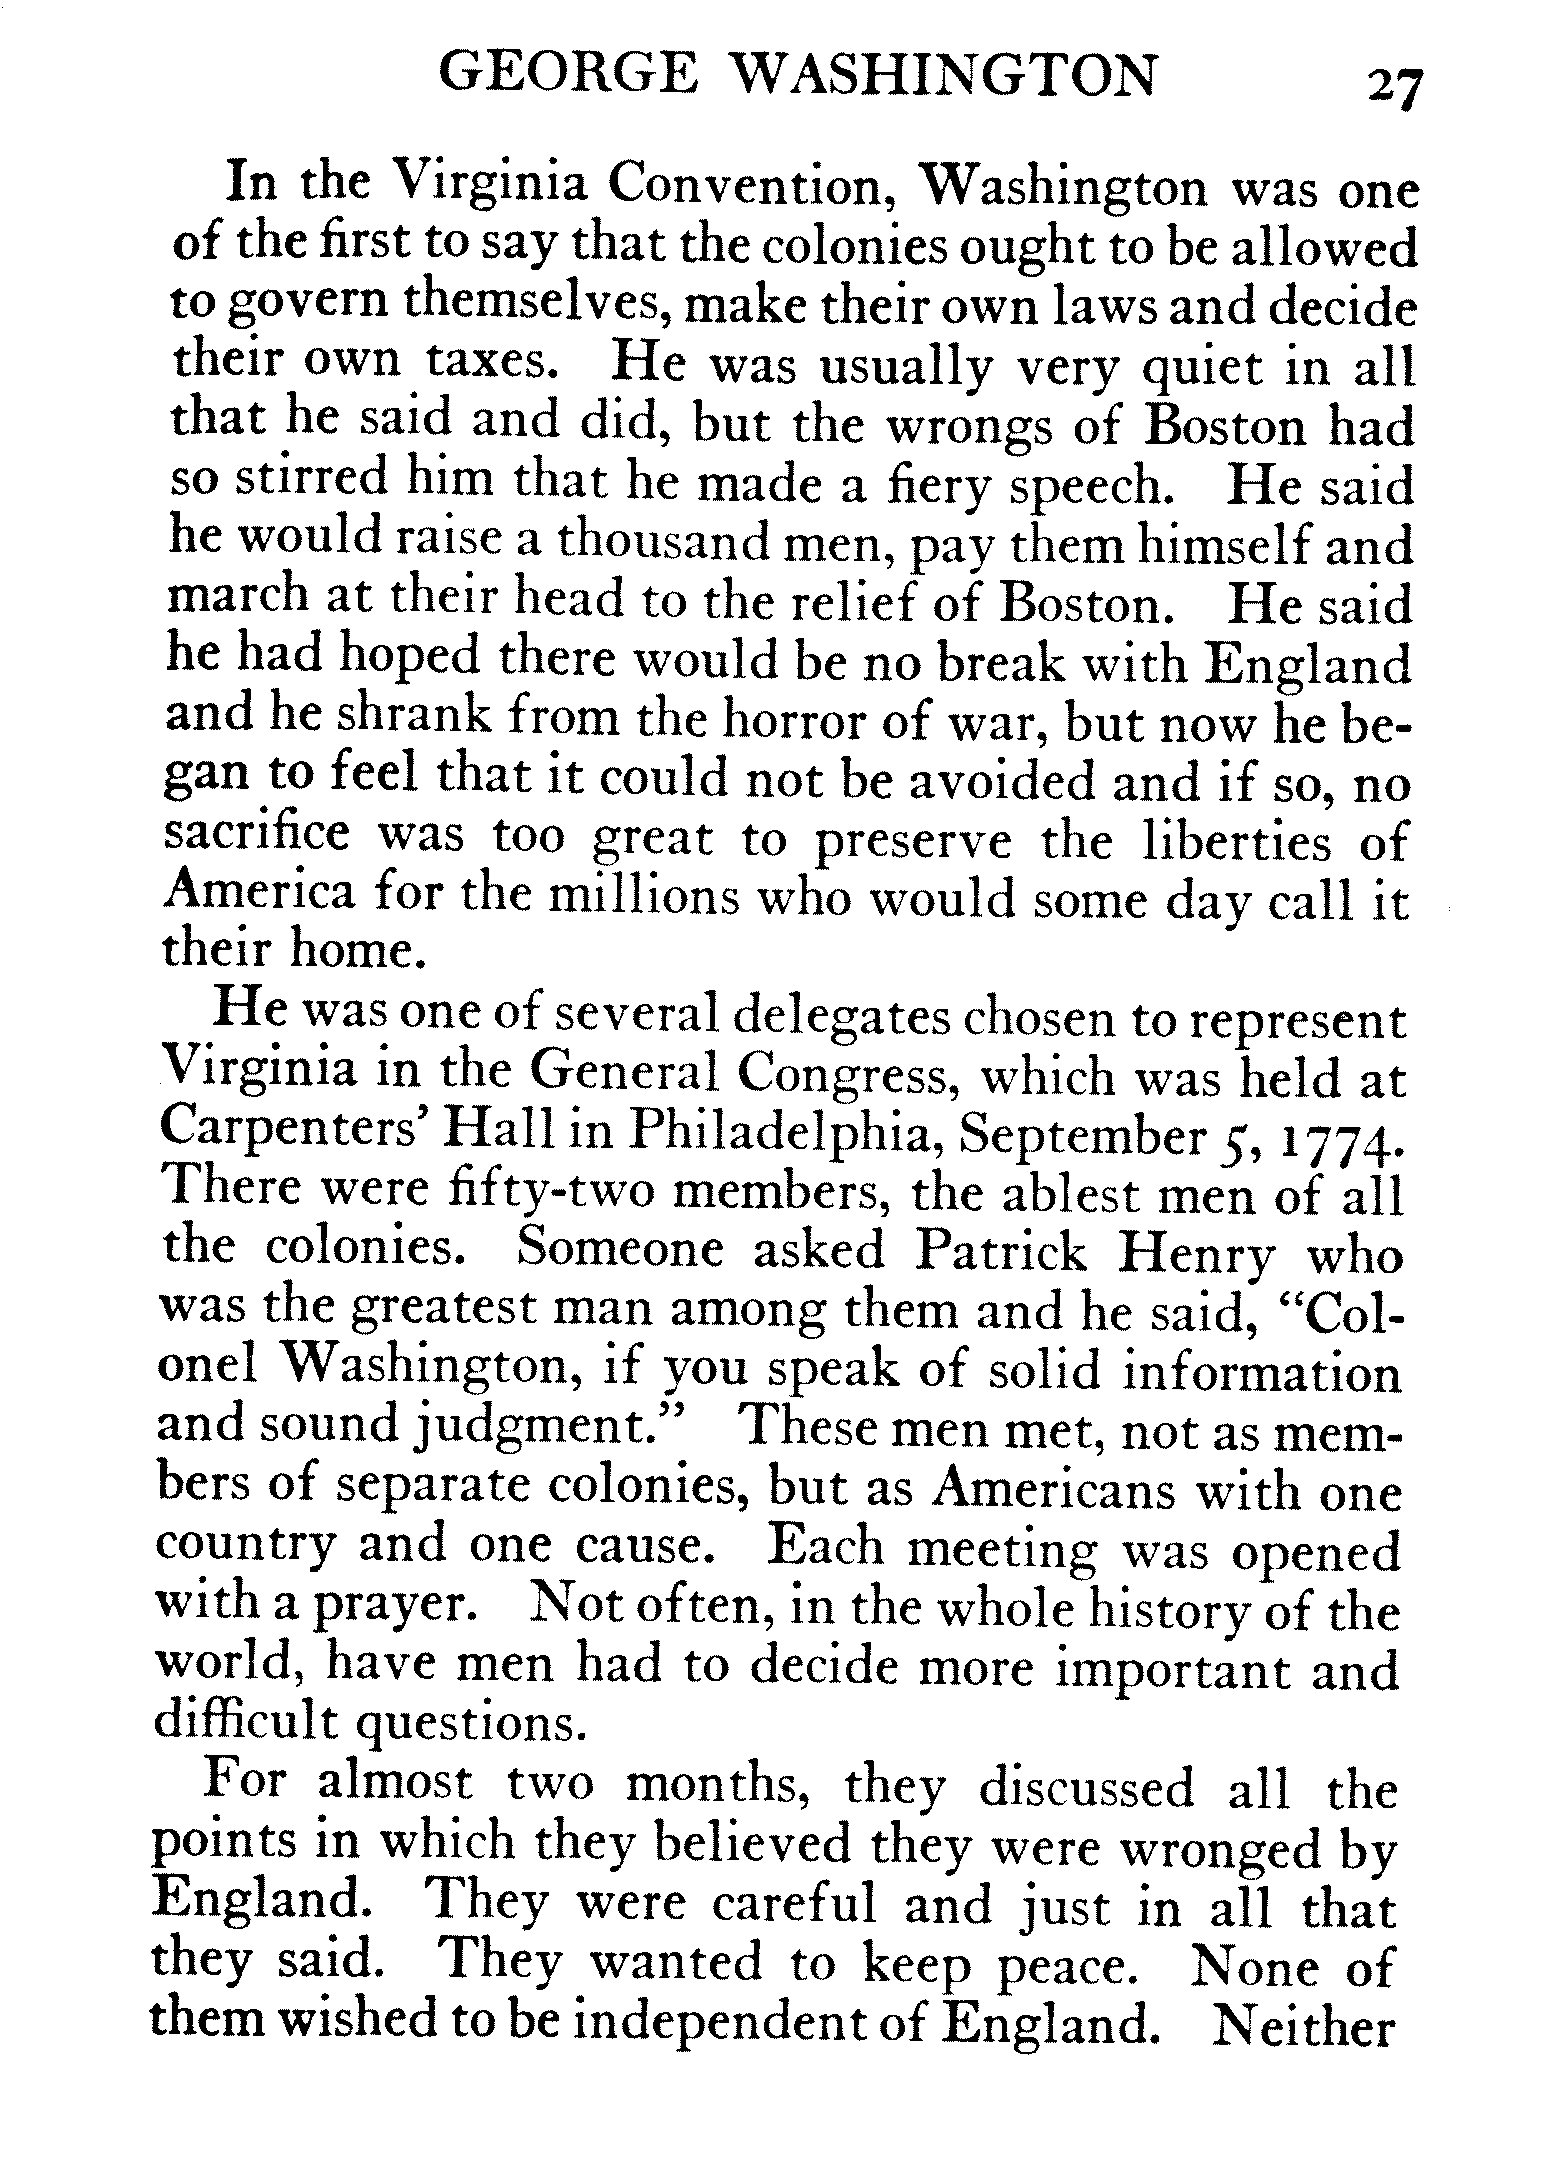 GEORGE WASHINGTON 27
In the Virginia Convention, Washington was one
of the first to say that the colonies ought to be allowed
to govern themselves, make their own laws and decide
their own taxes. He was usually very quiet in all
that he said and did, but the wrongs of Boston had
so stirred him that he made a fiery speech. He said
he would raise a thousand men, pay them himself and
march at their head to the relief of Boston. He said
he had hoped there would be no break with England
and he shrank from the horror of war, but now he be-
gan to feel that it could not be avoided and if so, no
sacrifice was too great to preserve the liberties of
America for the millions who would some day call it
their home.
He was one of several delegates chosen to represent
Virginia in the General Congress, which was held at
Carpenters' Hall in Philadelphia, September 5, 1774.
There were fifty-two members, the ablest men of all
the colonies. Someone asked Patrick Henry who
was the greatest man among them and he said, “Col-
onel Washington, if you speak of solid information
and sound judgment.” These men met, not as mem-
bers of separate colonies, but as Americans with one
country and one cause. Each meeting was opened
with a prayer. Not often, in the whole history of the
world, have men had to decide more important and
difficult questions.
For almost two months, they discussed all the
points in which they believed they were wronged by
England. They were careful and just in all that
they said. They wanted to keep peace. None of
them wished to be independent of England. Neither